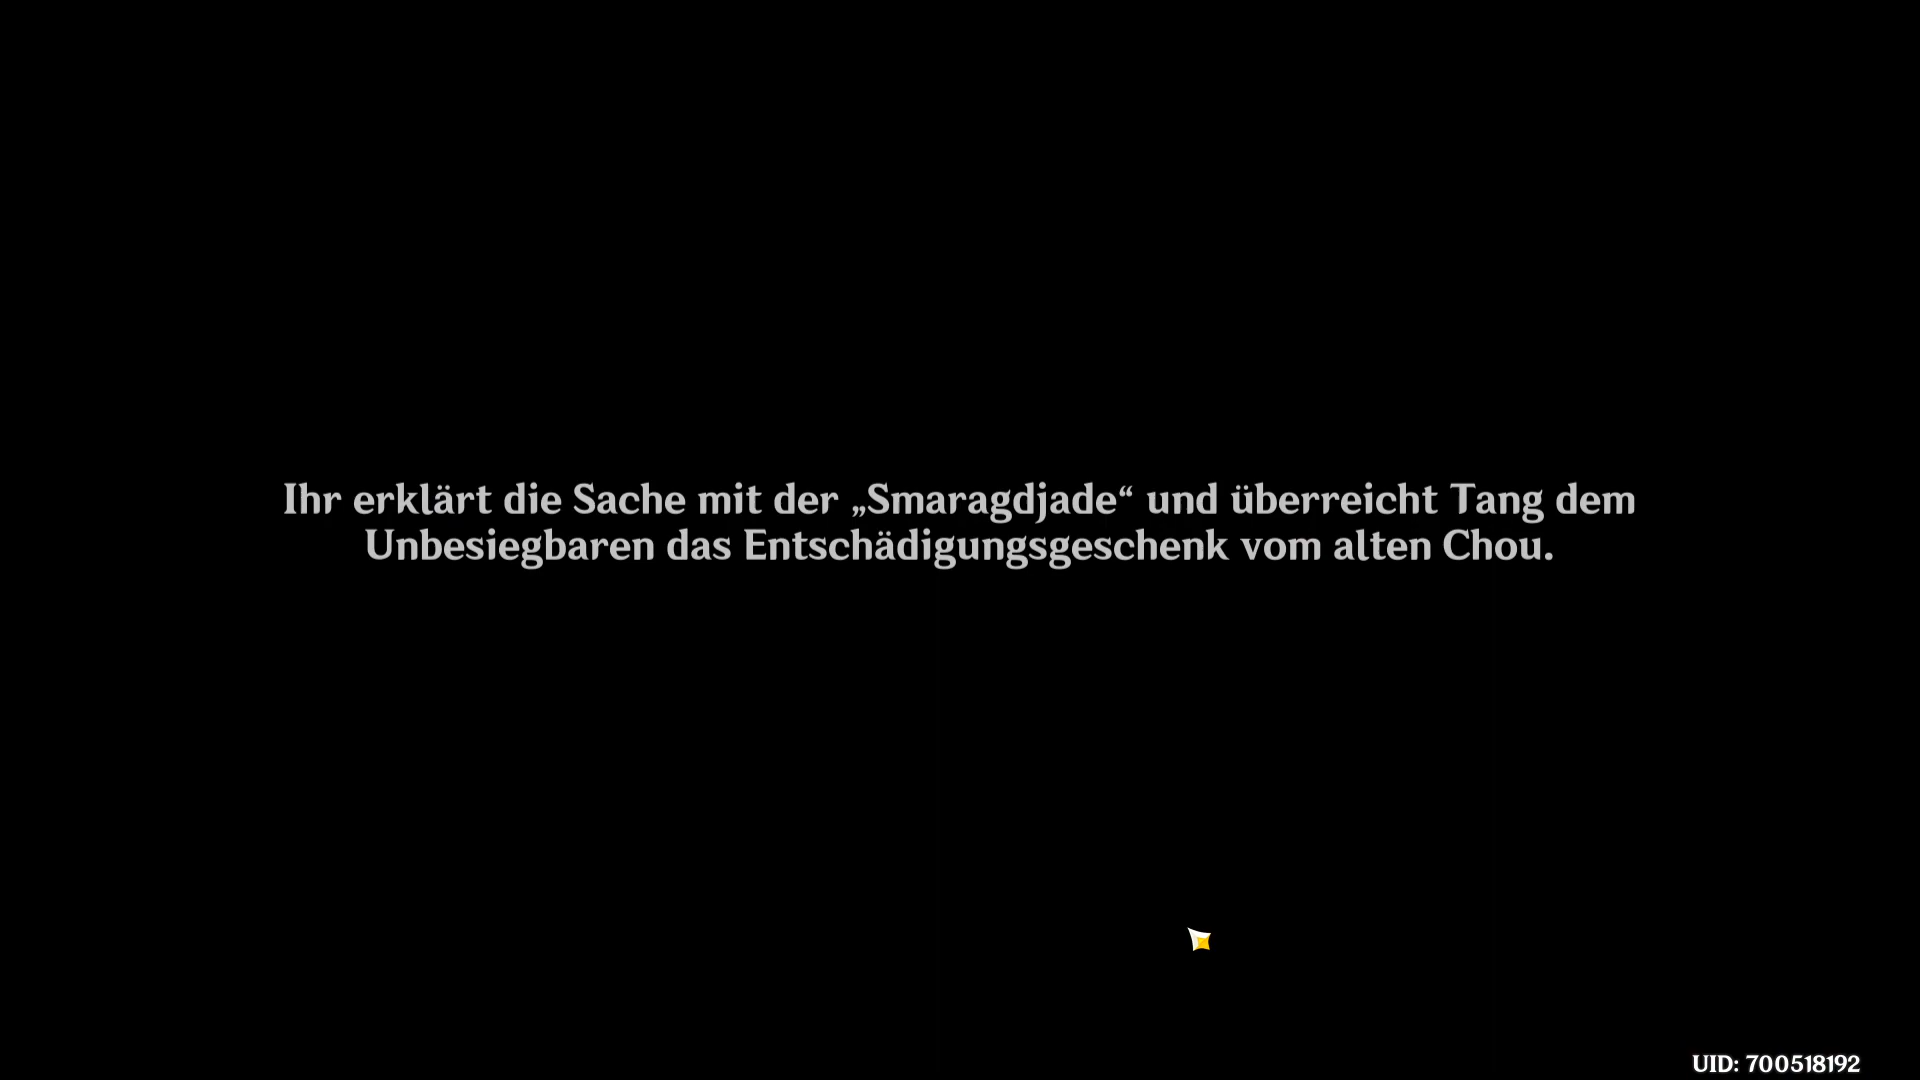 Ihr erklärt die Sache mit der „Smaragdjade“ und überreicht Tang dem
Unbesiegbaren das Entschädigungsgeschenk vom alten Chou.
UID: 700518192